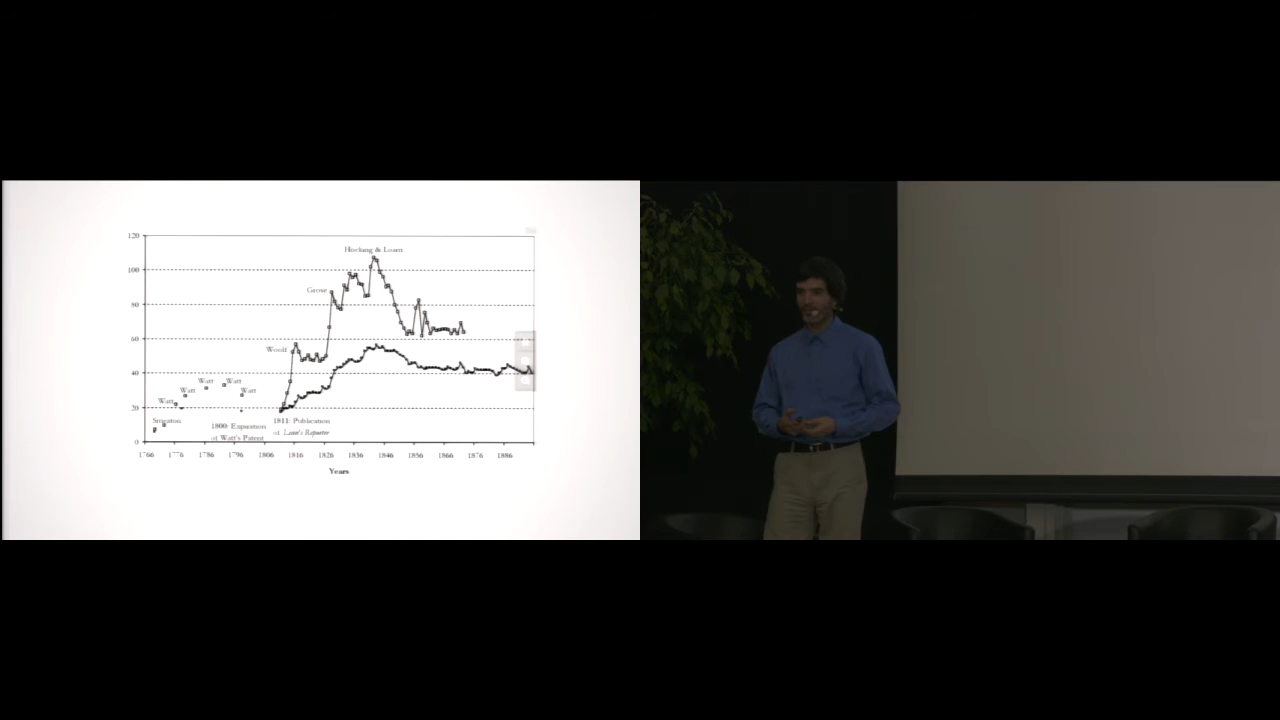 120
Hocking & Loam
100
Grose
80
60
Woolf
40
Watt
Watt
Watt
Watt
Watt
20
Smeaton
1800: Expiration
of Watt's Patent
1811: Publication
of Lean's Reporter
0
1766 1776 1786 1796 1806 1816 1826 1836 1846 1856 1866 1876 1886
Years